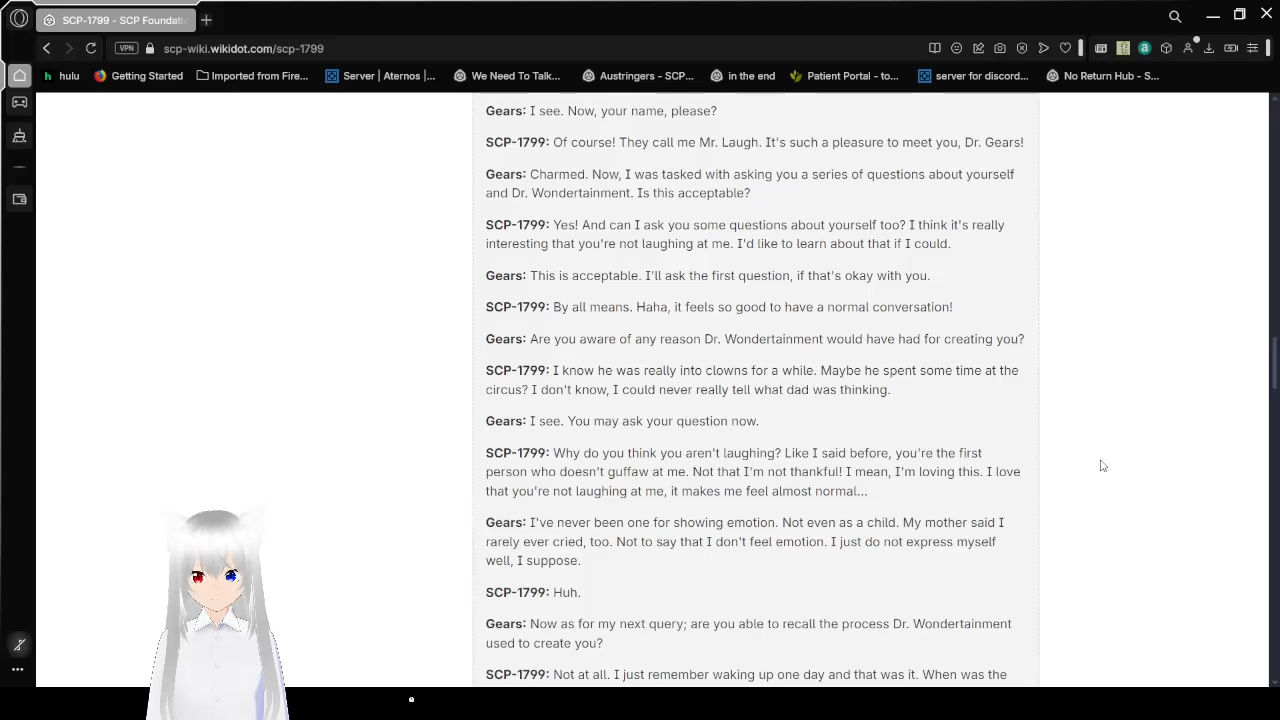 SCP-1799 - SCP Foundatio
VPN scp-wiki.wikidot.com/scp-1799
h hulu Getting Started Imported from Fire... Server | Aternos |... We Need To Talk... Austringers - SCP... in the end Patient Portal - to... server for discord... No Return Hub - S...
Gears: I see. Now, your name, please?
SCP-1799: Of course! They call me Mr. Laugh. It's such a pleasure to meet you, Dr. Gears!
Gears: Charmed. Now, I was tasked with asking you a series of questions about yourself
and Dr. Wondertainment. Is this acceptable?
SCP-1799: Yes! And can I ask you some questions about yourself too? I think it's really
interesting that you're not laughing at me. I'd like to learn about that if I could.
Gears: This is acceptable. I'll ask the first question, if that's okay with you.
SCP-1799: By all means. Haha, it feels so good to have a normal conversation!
Gears: Are you aware of any reason Dr. Wondertainment would have had for creating you?
SCP-1799: I know he was really into clowns for a while. Maybe he spent some time at the
circus? I don't know, I could never really tell what dad was thinking.
Gears: I see. You may ask your question now.
SCP-1799: Why do you think you aren't laughing? Like I said before, you're the first
person who doesn't guffaw at me. Not that I'm not thankful! I mean, I'm loving this. I love
that you're not laughing at me, it makes me feel almost normal...
Gears: I've never been one for showing emotion. Not even as a child. My mother said I
rarely ever cried, too. Not to say that I don't feel emotion. I just do not express myself
well, I suppose.
SCP-1799: Huh.
Gears: Now as for my next query; are you able to recall the process Dr. Wondertainment
used to create you?
SCP-1799: Not at all. I just remember waking up one day and that was it. When was the